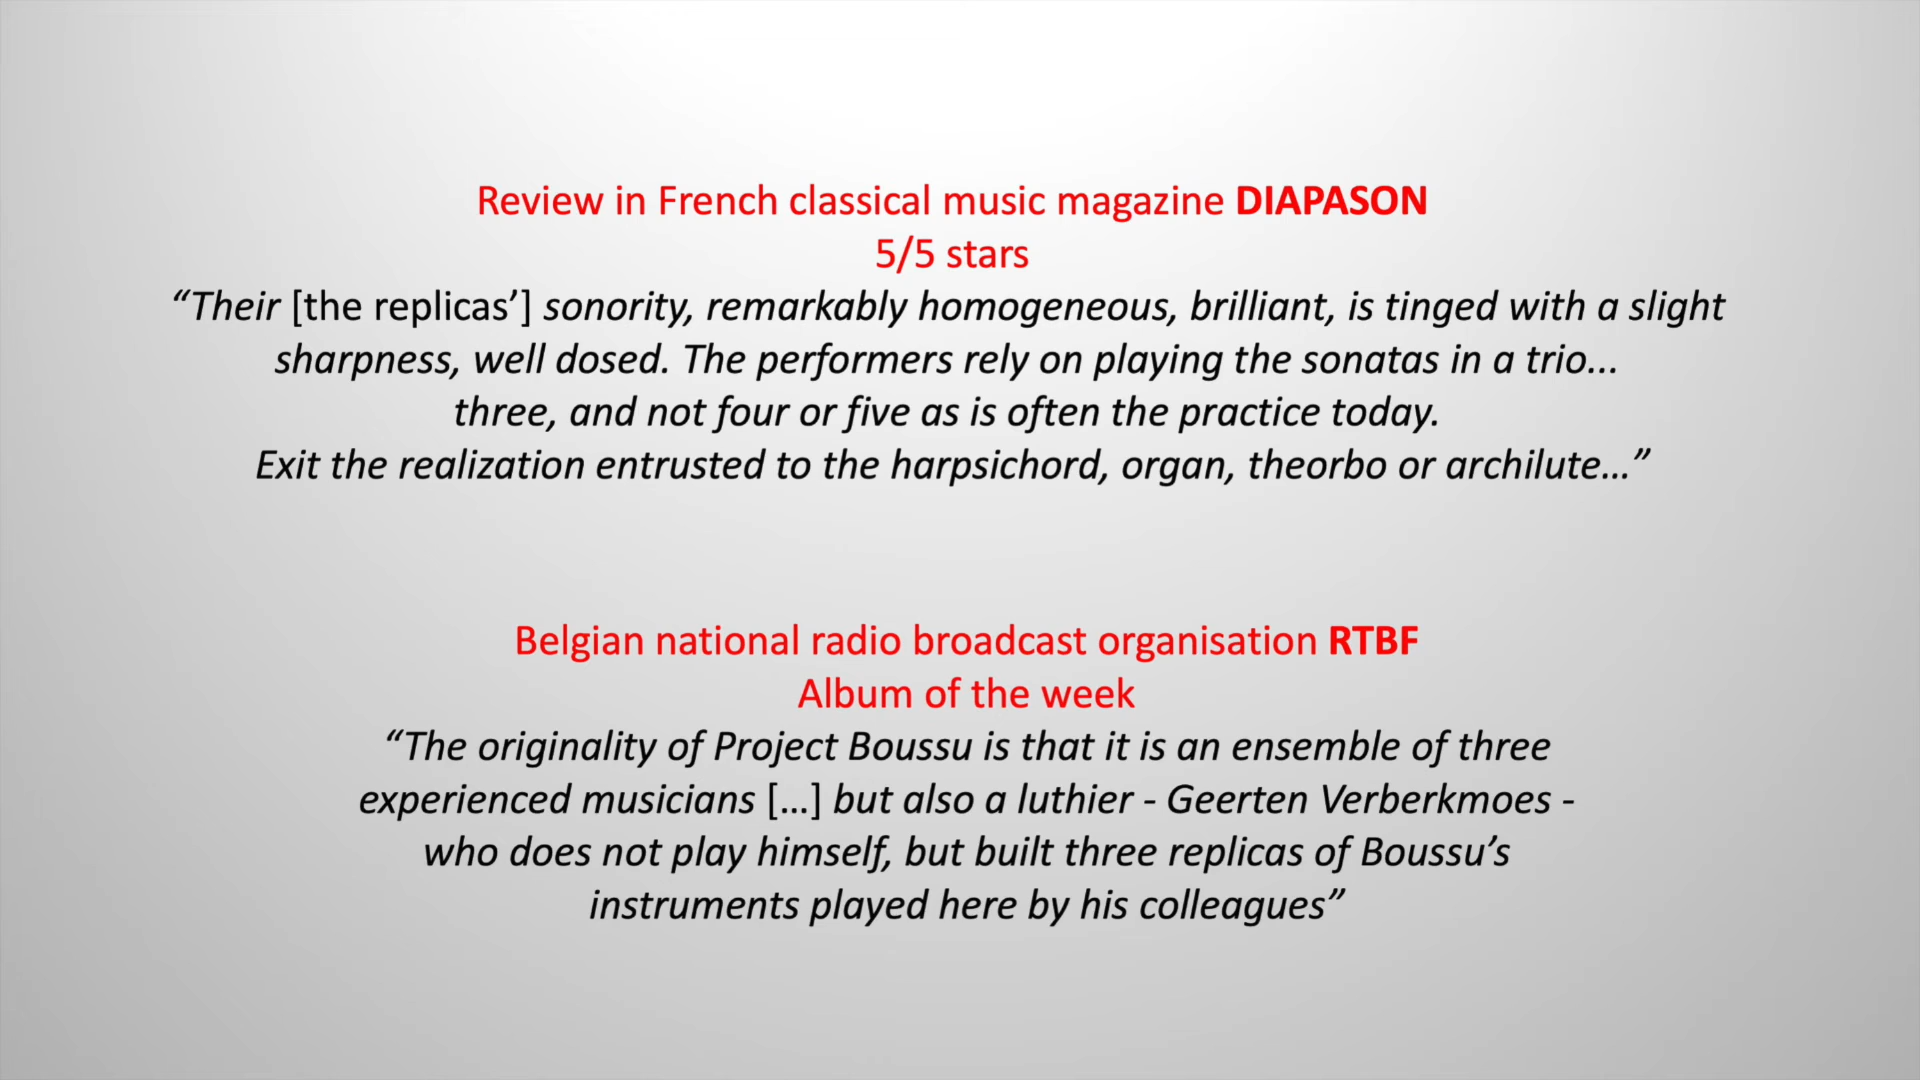 Review in French classical music magazine DIAPASON
5/5 stars
“Their [the replicas’] sonority, remarkably homogeneous, brilliant, is tinged with a slight
sharpness, well dosed. The performers rely on playing the sonatas in a trio...
three, and not four or five as is often the practice today.
Exit the realization entrusted to the harpsichord, organ, theorbo or archilute…”
Belgian national radio broadcast organisation RTBF
Album of the week
“The originality of Project Boussu is that it is an ensemble of three
experienced musicians […] but also a luthier - Geerten Verberkmoes -
who does not play himself, but built three replicas of Boussu’s
instruments played here by his colleagues”